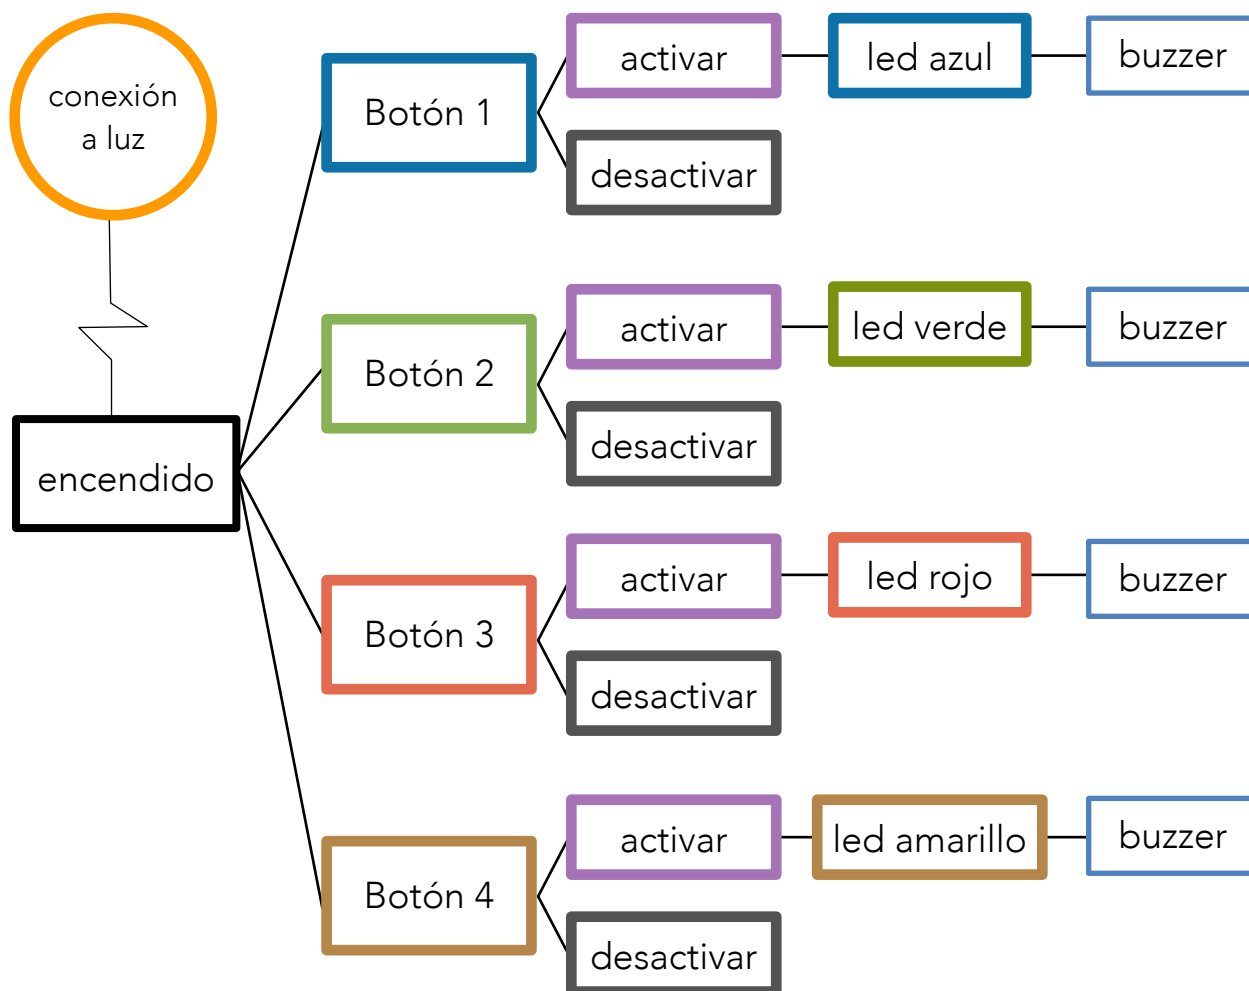 conexión
a luz
encendido
Botón 1
activar
led azul
buzzer
desactivar
Botón 2
activar
led verde
buzzer
desactivar
Botón 3
activar
led rojo
buzzer
desactivar
Botón 4
activar
led amarillo
buzzer
desactivar